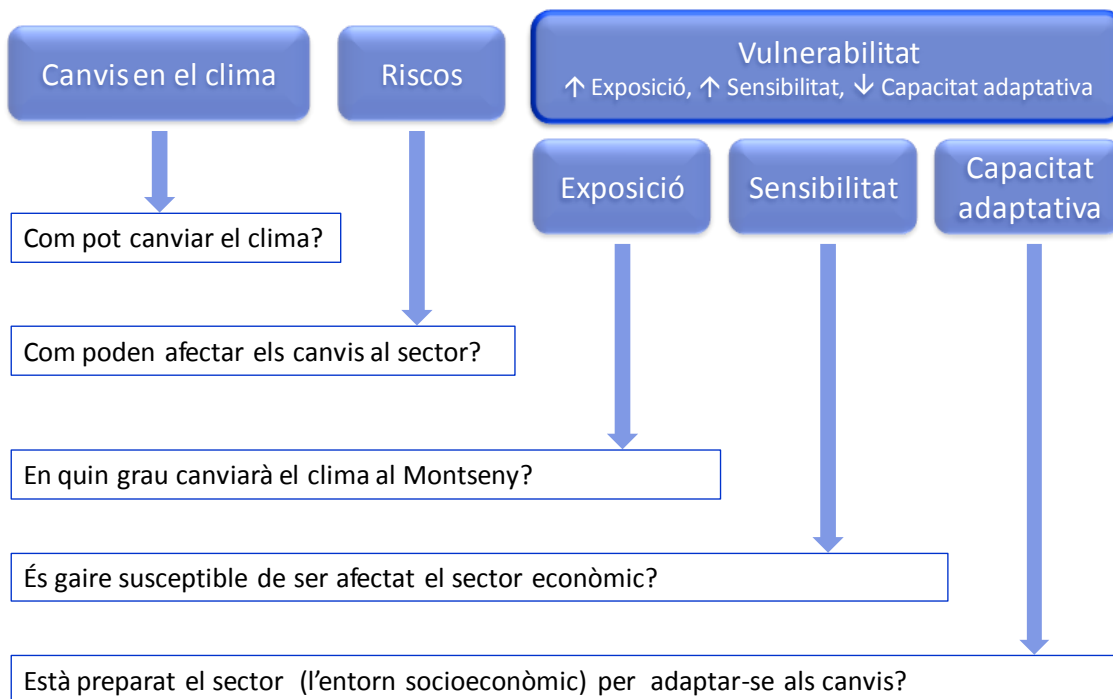 Canvis en el clima
Riscos
Vulnerabilitat
↑ Exposició, ↑ Sensibilitat, ↓ Capacitat adaptativa
Exposició
Sensibilitat
Capacitat
adaptativa
Com pot canviar el clima?
Com poden afectar els canvis al sector?
En quin grau canviarà el clima al Montseny?
És gaire susceptible de ser afectat el sector econòmic?
Està preparat el sector (l'entorn socioeconòmic) per adaptar-se als canvis?